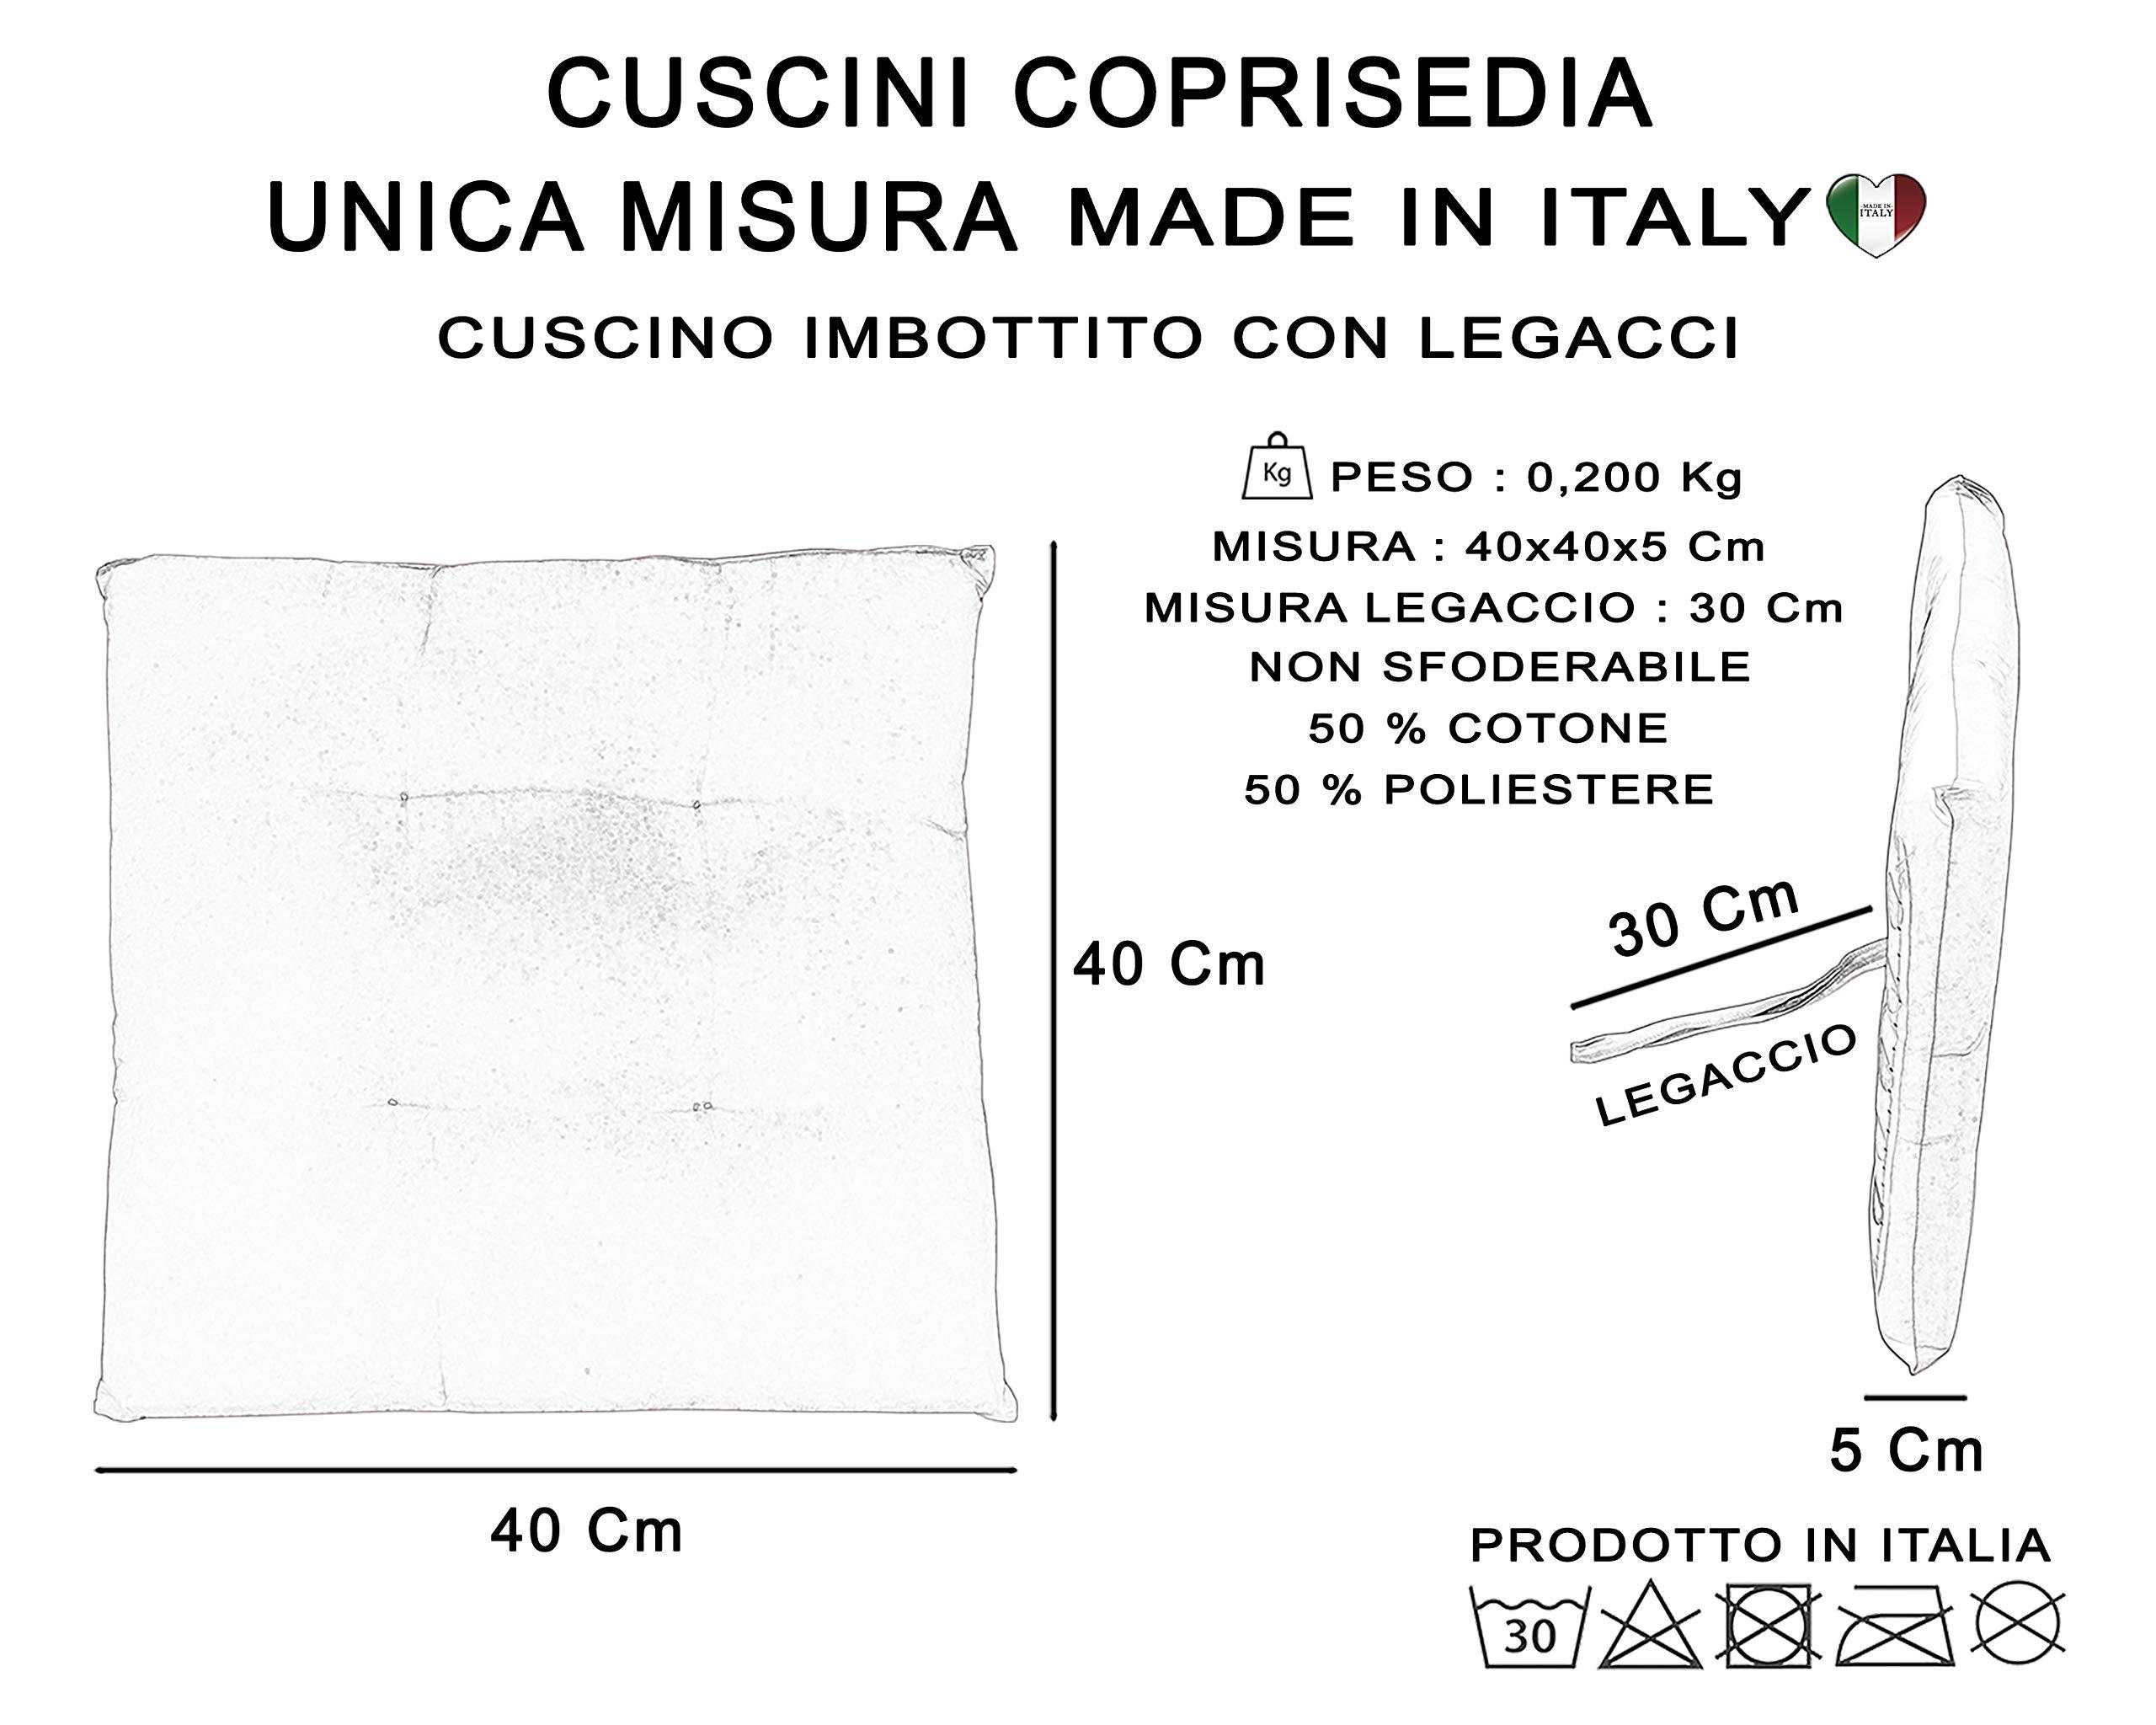 CUSCINI COPRISEDIA
UNICA MISURA MADE IN ITALY
MADE IN
ITALY
CUSCINO IMBOTTITO CON LEGACCI
Kg PESO : 0,200 Kg
MISURA : 40x40x5 Cm
MISURA LEGACCIO : 30 Cm
NON SFODERABILE
50 % COTONE
50 % POLIESTERE
30 Cm
LEGACCIO
40 Cm
5 Cm
40 Cm
PRODOTTO IN ITALIA
30